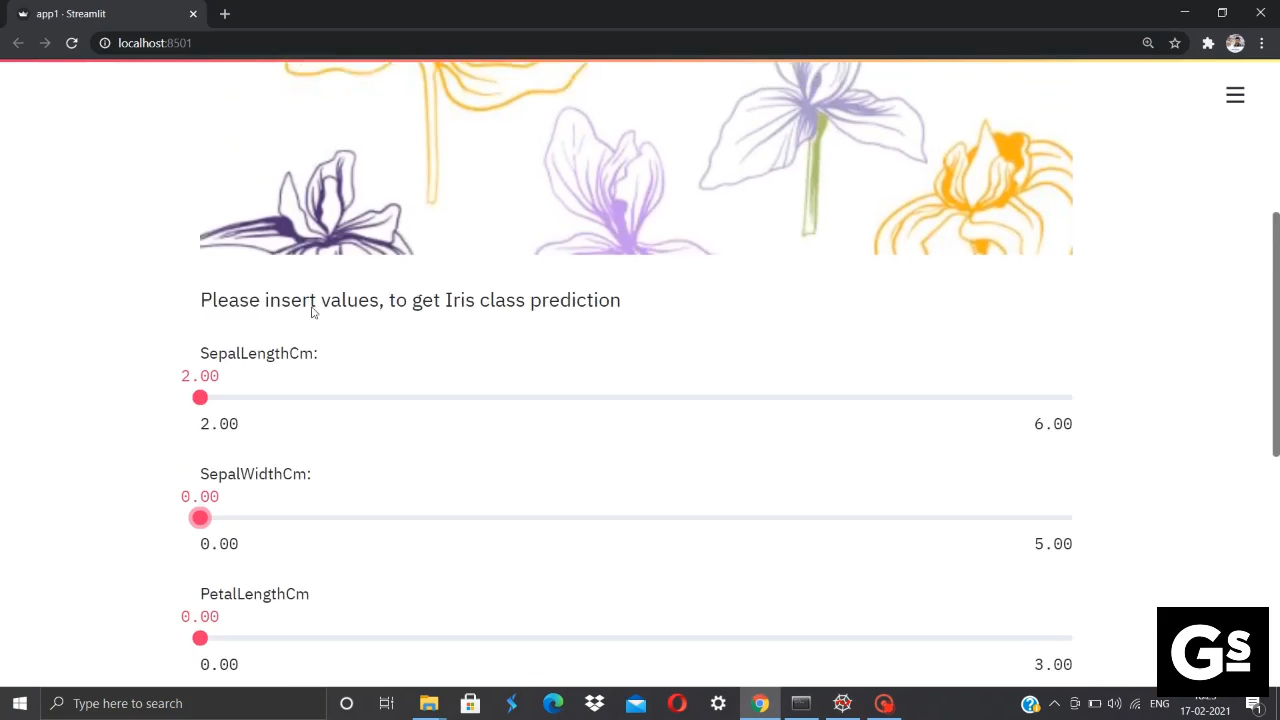 app1 · Streamlit
localhost:8501
Please insert values, to get Iris class prediction
SepalLengthCm:
2.00
2.00 6.00
SepalWidthCm:
0.00
0.00 5.00
PetalLengthCm
0.00
0.00 3.00
Gs
Type here to search
ENG
17-02-2021